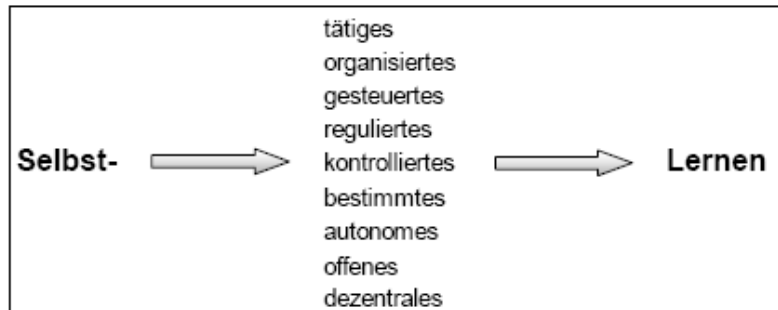 tätiges
organisiertes
gesteuertes
reguliertes
Selbst- kontrolliertes Lernen
bestimmtes
autonomes
offenes
dezentrales